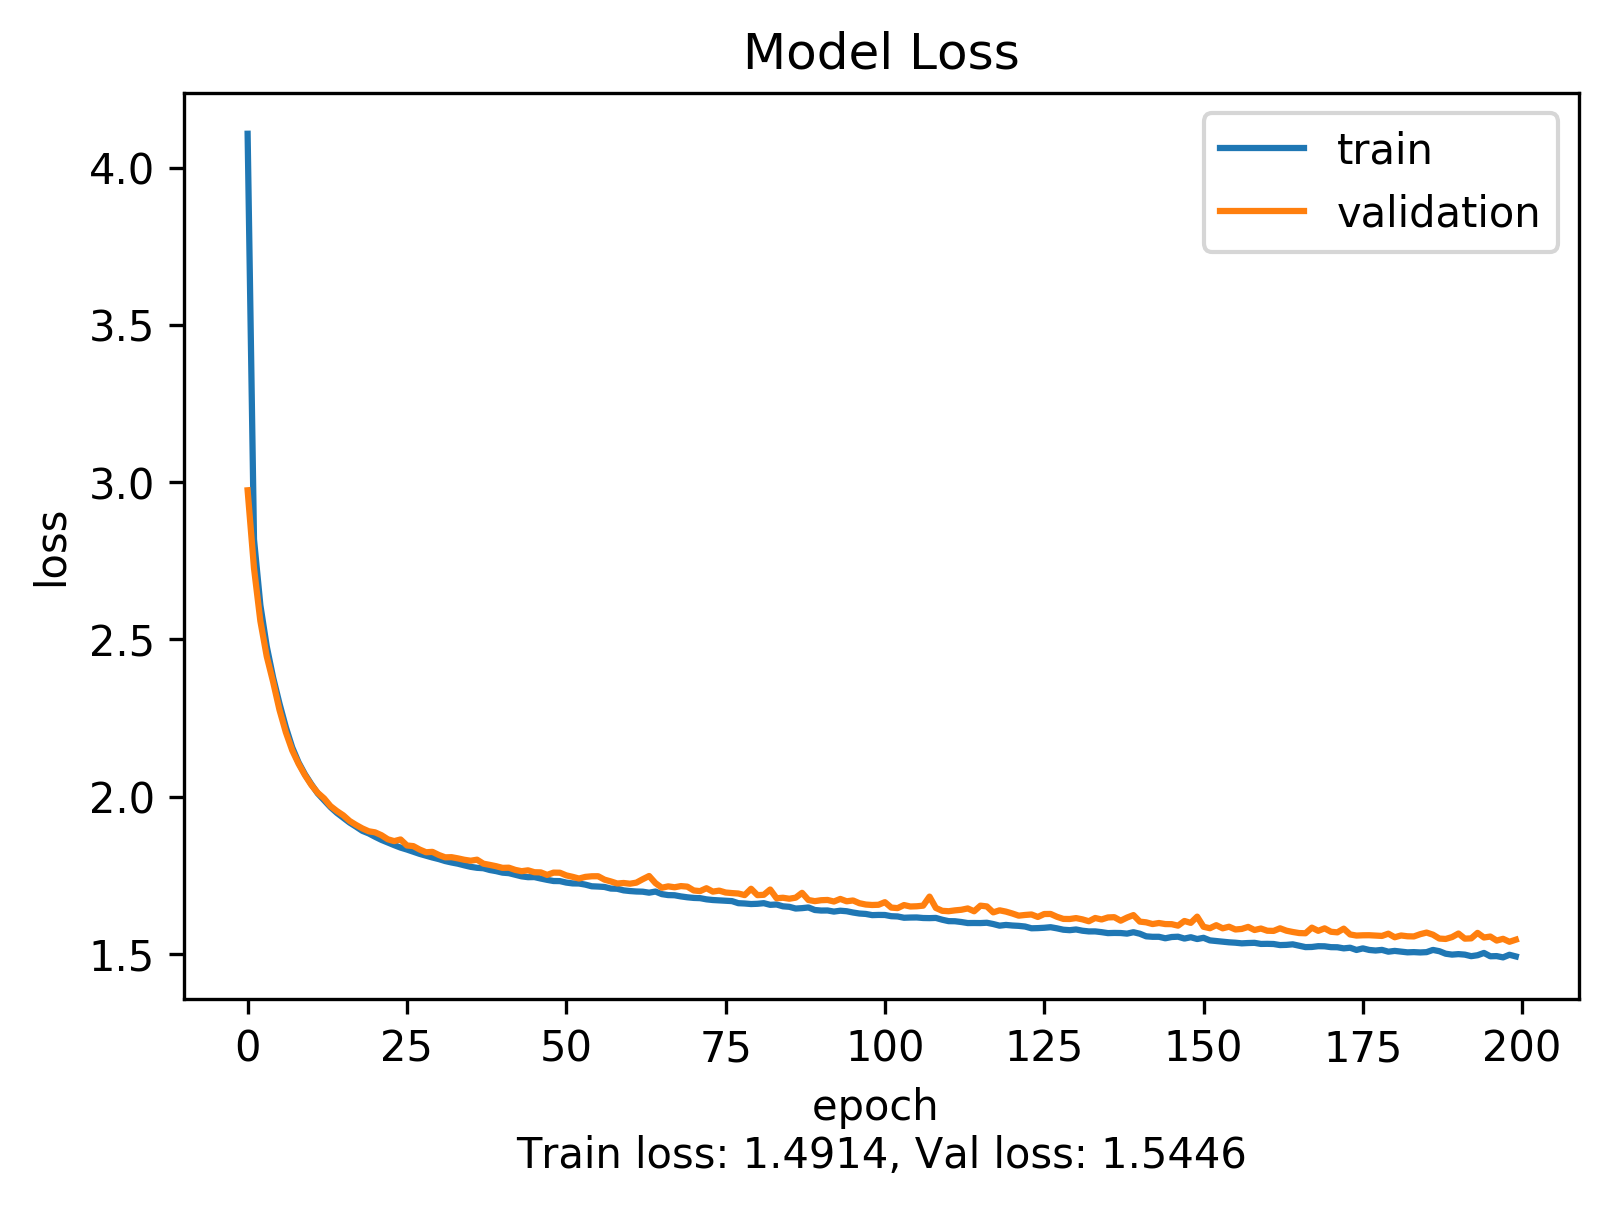 Model Loss
train
validation
4.0
3.5
3.0
2.5
2.0
1.5
loss
0 25 50 75 100 125 150 175 200
epoch
Train loss: 1.4914, Val loss: 1.5446